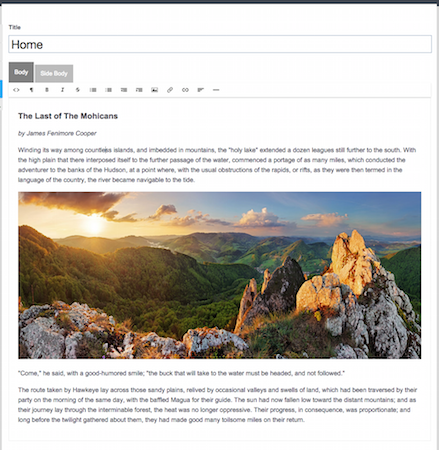 Title
Home
Body
Side Body
The Last of The Mohicans
by James Fenimore Cooper
Winding its way among countless islands, and imbedded in mountains, the "holy lake" extended a dozen leagues still further to the south. With
the high plain that there interposed itself to the further passage of the water, commenced a portage of as many miles, which conducted the
adventurer to the banks of the Hudson, at a point where, with the usual obstructions of the rapids, or rifts, as they were then termed in the
language of the country, the river became navigable to the tide.
"Come," he said, with a good-humored smile; "the buck that will take to the water must be headed, and not followed."
The route taken by Hawkeye lay across those sandy plains, relived by occasional valleys and swells of land, which had been traversed by their
party on the morning of the same day, with the baffled Magua for their guide. The sun had now fallen low toward the distant mountains; and as
their journey lay through the interminable forest, the heat was no longer oppressive. Their progress, in consequence, was proportionate; and
long before the twilight gathered about them, they had made good many toilsome miles on their return.